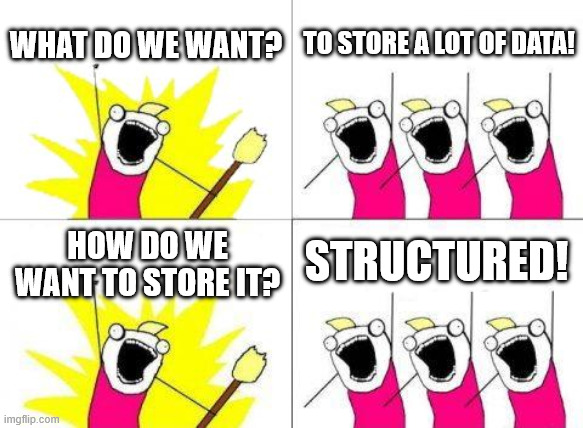 WHAT DO WE WANT?
TO STORE A LOT OF DATA!
HOW DO WE
WANT TO STORE IT?
STRUCTURED!
imgflip.com